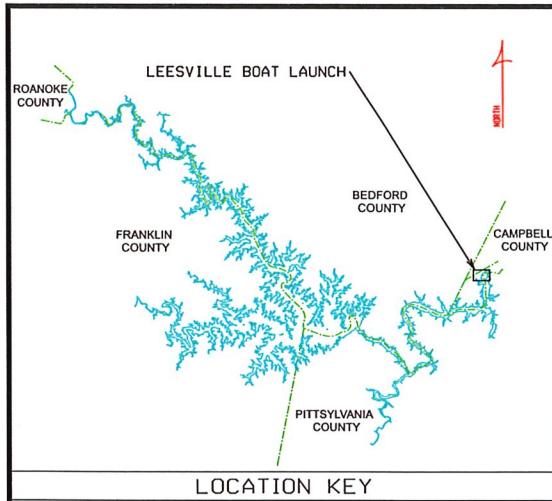 LEESVILLE BOAT LAUNCH
ROANOKE
COUNTY
NORTH
BEDFORD
COUNTY
FRANKLIN
COUNTY
CAMPBELL
COUNTY
PITTSYLVANIA
COUNTY
LOCATION KEY